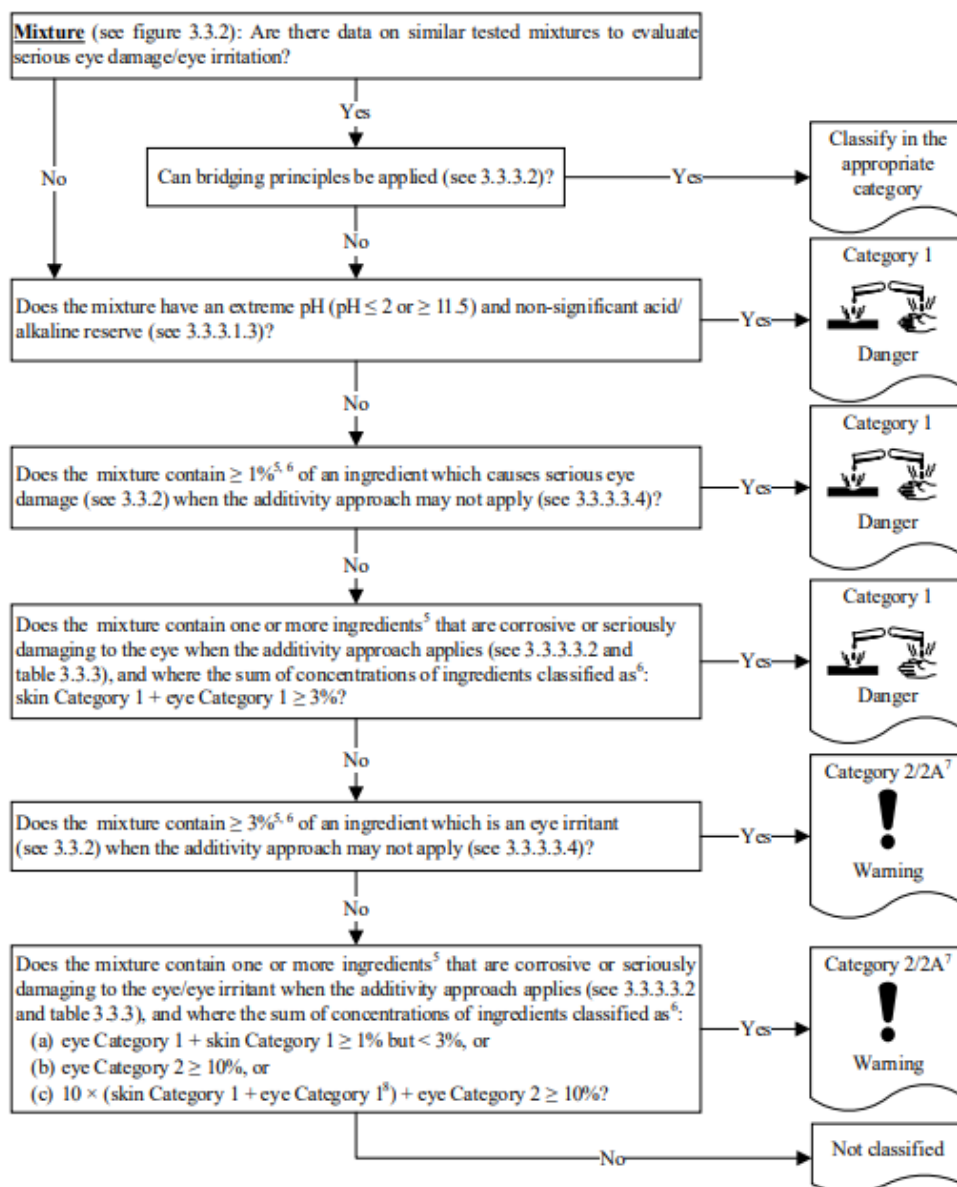 Mixture (see figure 3.3.2): Are there data on similar tested mixtures to evaluate
serious eye damage/eye irritation?
Yes
No
Can bridging principles be applied (see 3.3.3.2)?
Yes
Classify in the
appropriate
category
No
Does the mixture have an extreme pH (pH ≤ 2 or ≥ 11.5) and non-significant acid/
alkaline reserve (see 3.3.3.1.3)?
Yes
Category 1
Danger
No
Does the mixture contain ≥ 1%5, 6 of an ingredient which causes serious eye
damage (see 3.3.2) when the additivity approach may not apply (see 3.3.3.3.4)?
Yes
Category 1
Danger
No
Does the mixture contain one or more ingredients5 that are corrosive or seriously
damaging to the eye when the additivity approach applies (see 3.3.3.3.2 and
table 3.3.3), and where the sum of concentrations of ingredients classified as6:
skin Category 1 + eye Category 1 ≥ 3%?
Yes
Category 1
Danger
No
Does the mixture contain ≥ 3%5, 6 of an ingredient which is an eye irritant
(see 3.3.2) when the additivity approach may not apply (see 3.3.3.3.4)?
Yes
Category 2/2A7
Warning
No
Does the mixture contain one or more ingredients5 that are corrosive or seriously
damaging to the eye/eye irritant when the additivity approach applies (see 3.3.3.3.2
and table 3.3.3), and where the sum of concentrations of ingredients classified as6:
(a) eye Category 1 + skin Category 1 ≥ 1% but < 3%, or
(b) eye Category 2 ≥ 10%, or
(c) 10 × (skin Category 1 + eye Category 18) + eye Category 2 ≥ 10%?
Yes
Category 2/2A7
Warning
No
Not classified